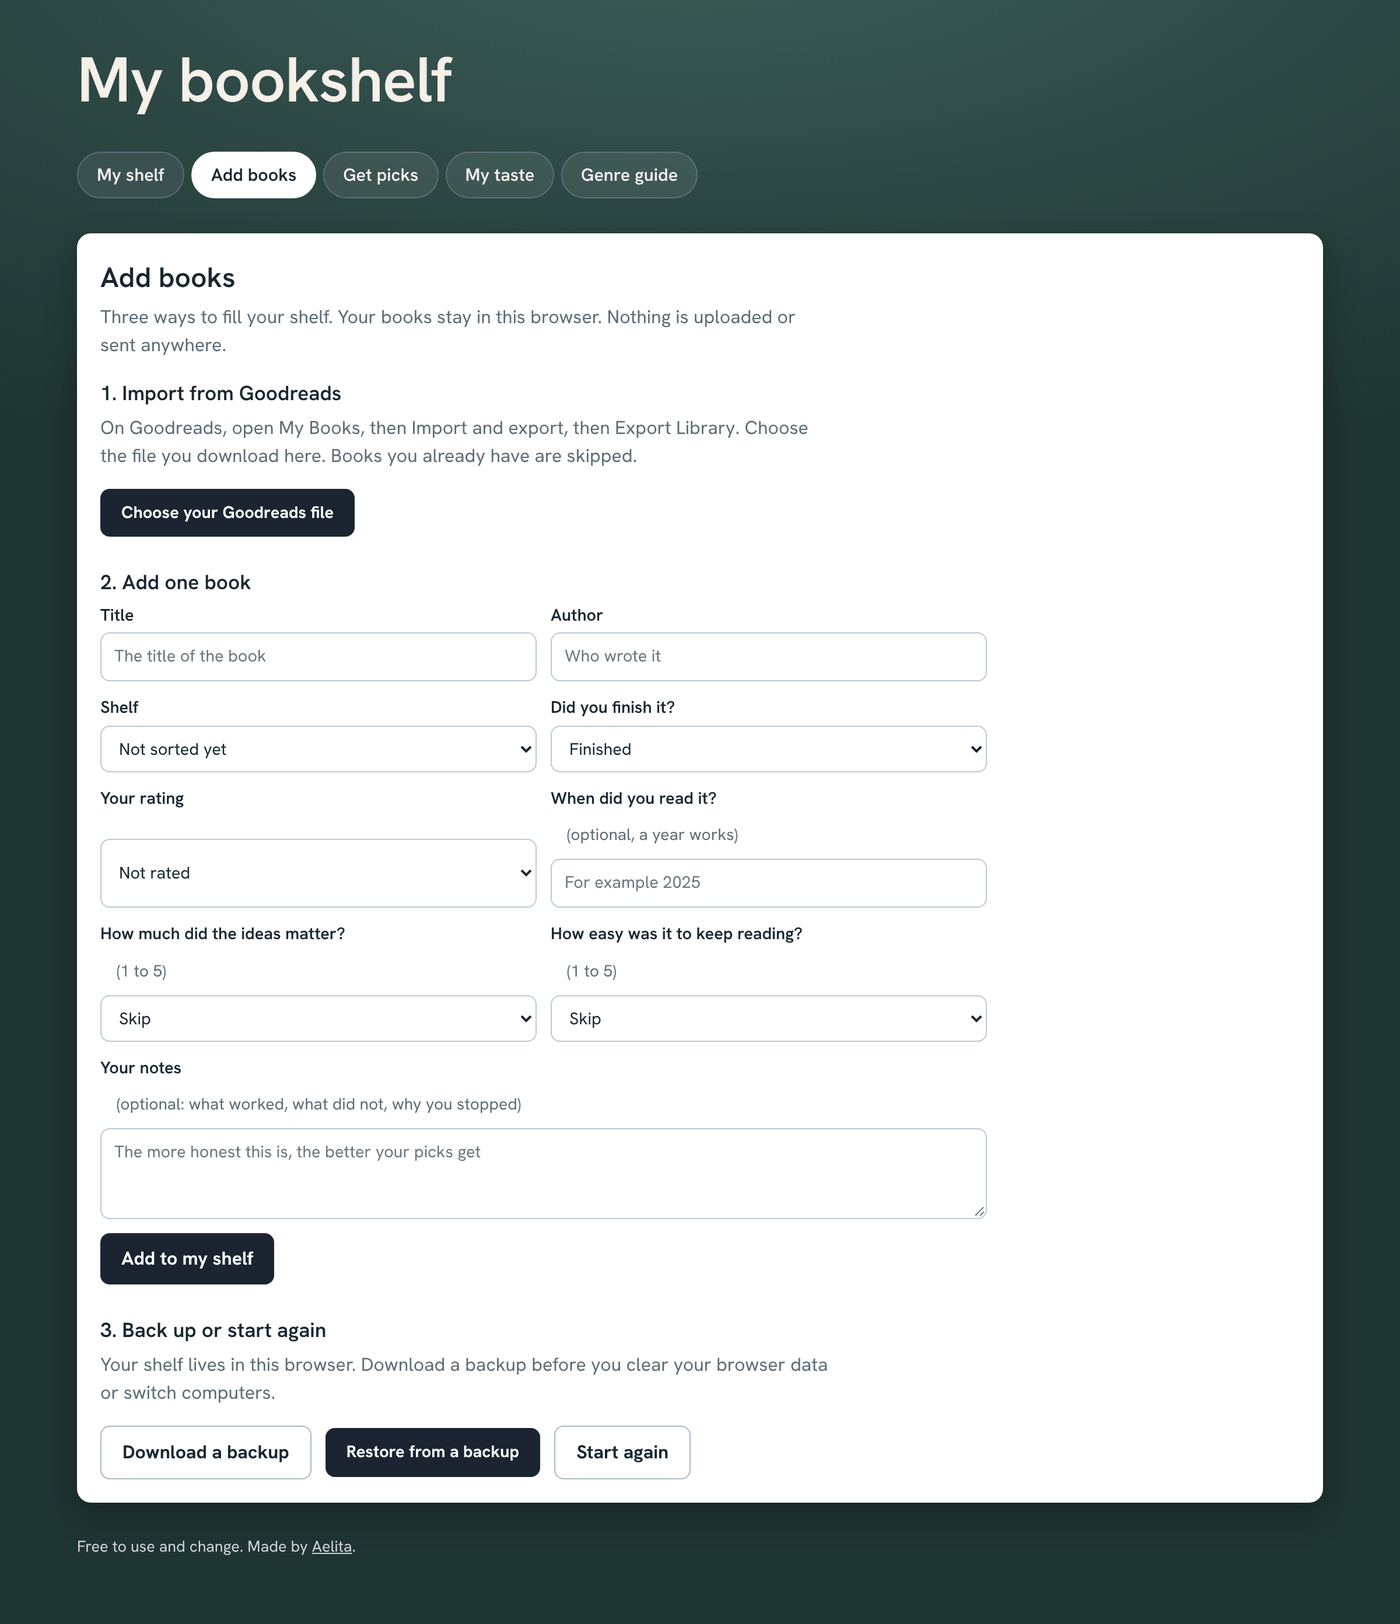 My bookshelf
My shelf
Add books
Get picks
My taste
Genre guide
Add books
Three ways to fill your shelf. Your books stay in this browser. Nothing is uploaded or
sent anywhere.
1. Import from Goodreads
On Goodreads, open My Books, then Import and export, then Export Library. Choose
the file you download here. Books you already have are skipped.
Choose your Goodreads file
2. Add one book
Title
The title of the book
Author
Who wrote it
Shelf
Not sorted yet
Did you finish it?
Finished
Your rating
Not rated
When did you read it?
(optional, a year works)
For example 2025
How much did the ideas matter?
(1 to 5)
Skip
How easy was it to keep reading?
(1 to 5)
Skip
Your notes
(optional: what worked, what did not, why you stopped)
The more honest this is, the better your picks get
Add to my shelf
3. Back up or start again
Your shelf lives in this browser. Download a backup before you clear your browser data
or switch computers.
Download a backup
Restore from a backup
Start again
Free to use and change. Made by Aelita.